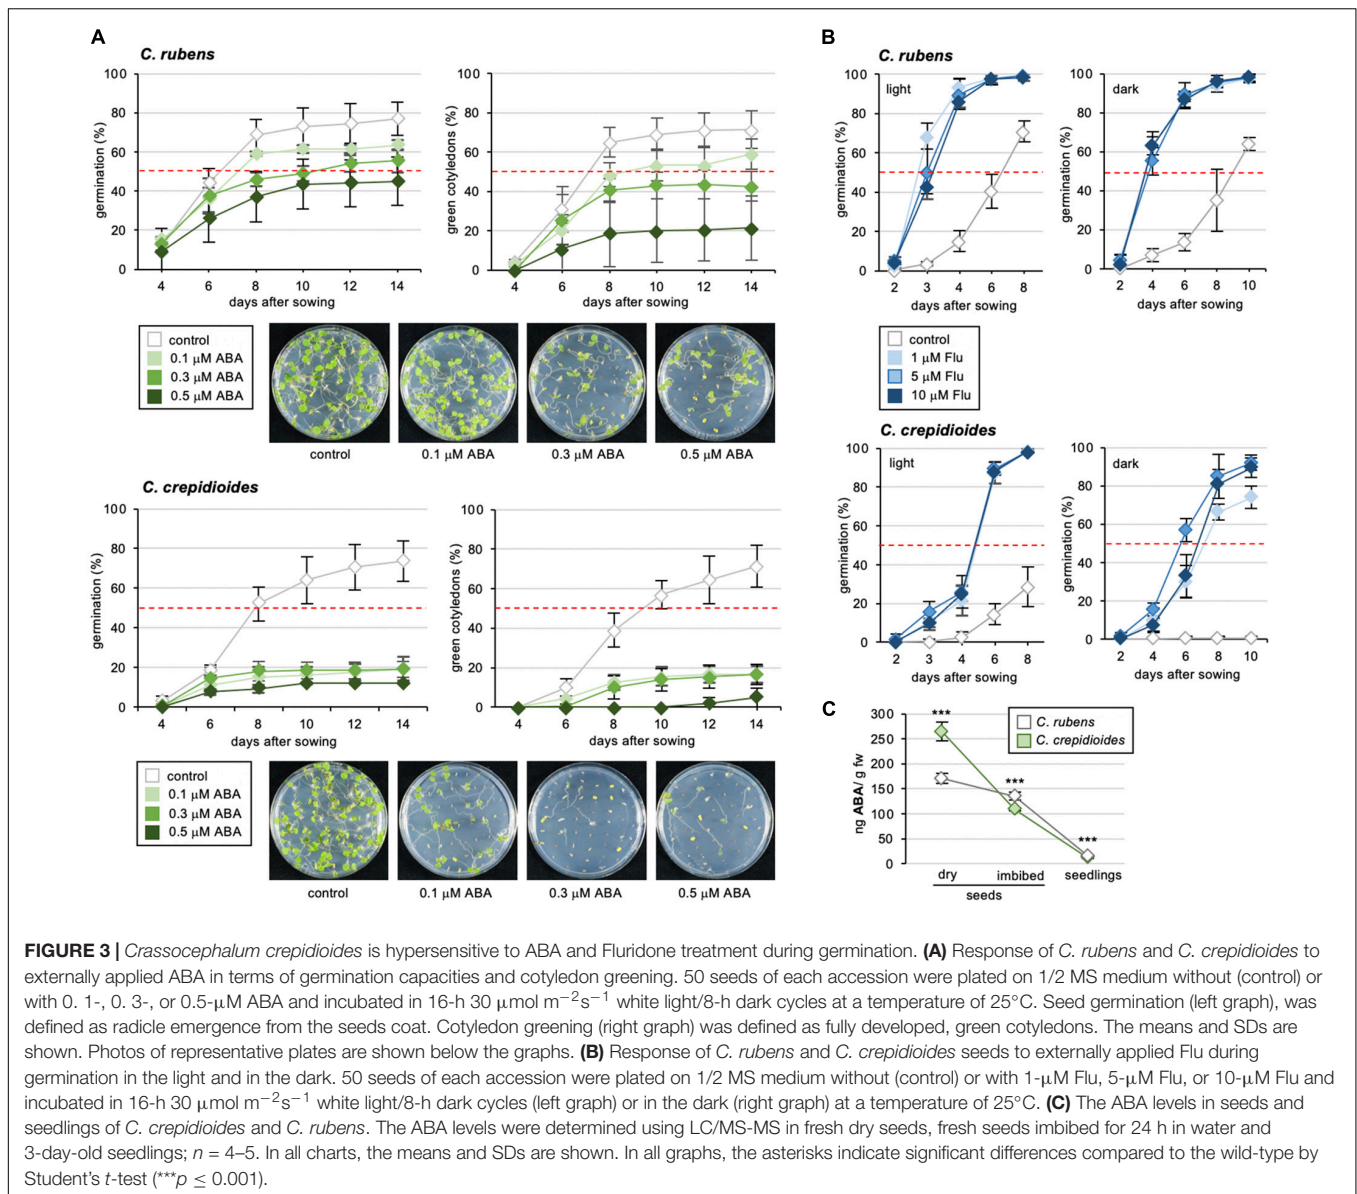 A
C. rubens
100
80
60
40
20
0
germination (%)
4 6 8 10 12 14
days after sowing
100
80
60
40
20
0
green cotyledons (%)
4 6 8 10 12 14
days after sowing
control
0.1 µM ABA
0.3 µM ABA
0.5 µM ABA
control 0.1 µM ABA 0.3 µM ABA 0.5 µM ABA
C. crepidioides
100
80
60
40
20
0
germination (%)
4 6 8 10 12 14
days after sowing
100
80
60
40
20
0
green cotyledons (%)
4 6 8 10 12 14
days after sowing
control
0.1 µM ABA
0.3 µM ABA
0.5 µM ABA
control 0.1 µM ABA 0.3 µM ABA 0.5 µM ABA
B
C. rubens
light
100
80
60
40
20
0
germination (%)
2 3 4 6 8
days after sowing
dark
100
80
60
40
20
0
germination (%)
2 4 6 8 10
days after sowing
control
1 µM Flu
5 µM Flu
10 µM Flu
C. crepidioides
light
100
80
60
40
20
0
germination (%)
2 3 4 6 8
days after sowing
dark
100
80
60
40
20
0
germination (%)
2 4 6 8 10
days after sowing
C
300
250
200
150
100
50
0
ng ABA/ g fw
***
***
***
C. rubens
C. crepidioides
dry imbibed seedlings
seeds
FIGURE 3 | Crassocephalum crepidioides is hypersensitive to ABA and Fluridone treatment during germination. (A) Response of C. rubens and C. crepidioides to
externally applied ABA in terms of germination capacities and cotyledon greening. 50 seeds of each accession were plated on 1/2 MS medium without (control) or
with 0. 1-, 0. 3-, or 0.5-µM ABA and incubated in 16-h 30 µmol m−2s−1 white light/8-h dark cycles at a temperature of 25°C. Seed germination (left graph), was
defined as radicle emergence from the seeds coat. Cotyledon greening (right graph) was defined as fully developed, green cotyledons. The means and SDs are
shown. Photos of representative plates are shown below the graphs. (B) Response of C. rubens and C. crepidioides seeds to externally applied Flu during
germination in the light and in the dark. 50 seeds of each accession were plated on 1/2 MS medium without (control) or with 1-µM Flu, 5-µM Flu, or 10-µM Flu and
incubated in 16-h 30 µmol m−2s−1 white light/8-h dark cycles (left graph) or in the dark (right graph) at a temperature of 25°C. (C) The ABA levels in seeds and
seedlings of C. crepidioides and C. rubens. The ABA levels were determined using LC/MS-MS in fresh dry seeds, fresh seeds imbibed for 24 h in water and
3-day-old seedlings; n = 4–5. In all charts, the means and SDs are shown. In all graphs, the asterisks indicate significant differences compared to the wild-type by
Student's t-test (***p ≤ 0.001).